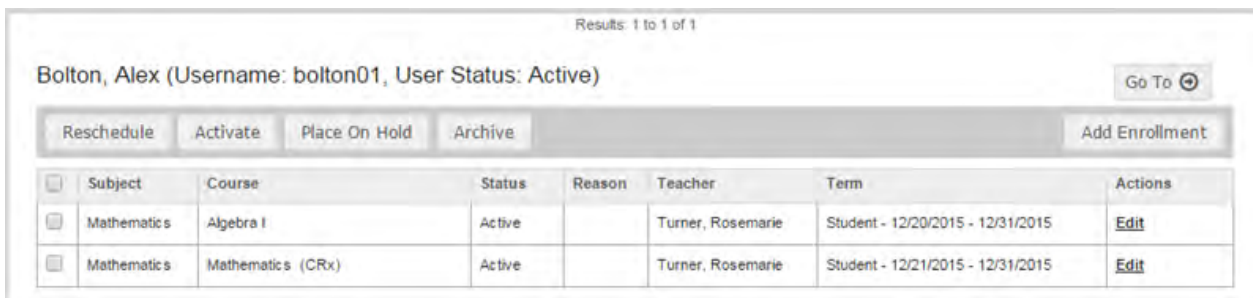 Results: 1 to 1 of 1
Bolton, Alex (Username: bolton01, User Status: Active)
Go To
Reschedule Activate Place On Hold Archive Add Enrollment
Subject Course Status Reason Teacher Term Actions
Mathematics Algebra I Active Turner, Rosemarie Student - 12/20/2015 - 12/31/2015 Edit
Mathematics Mathematics (CRx) Active Turner, Rosemarie Student - 12/21/2015 - 12/31/2015 Edit